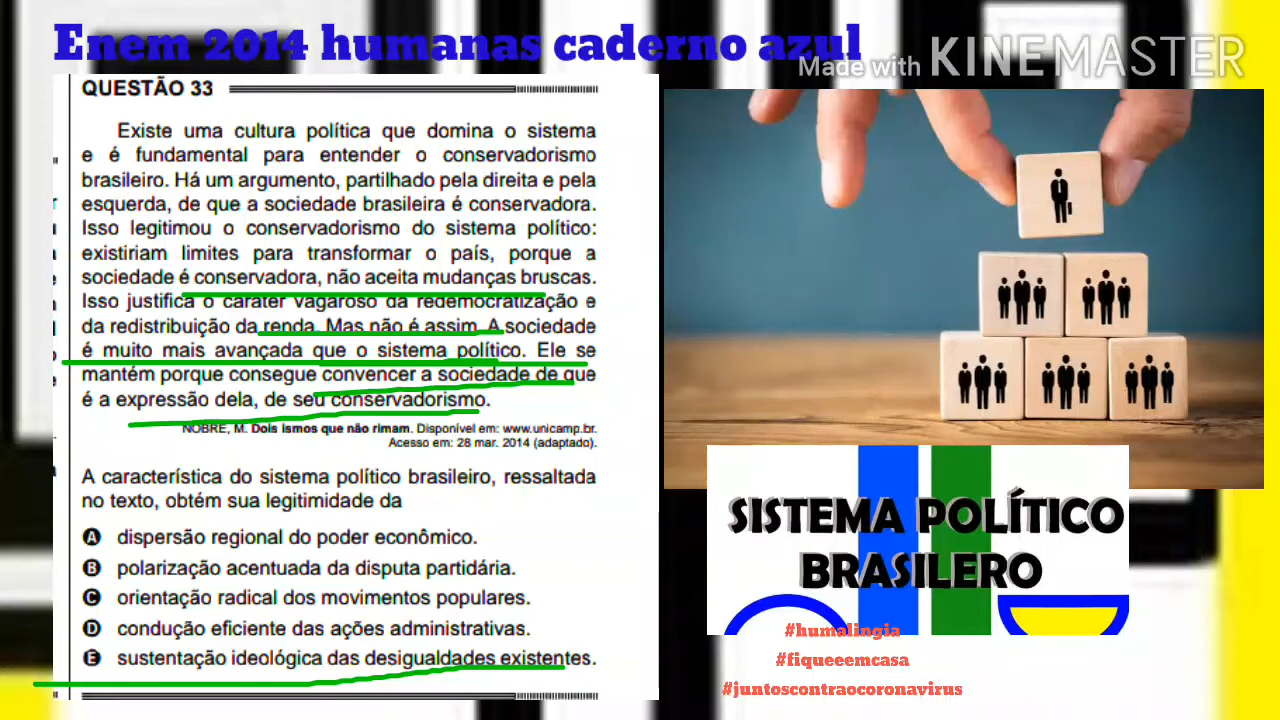 Enem 2014 humanas caderno azul
Made with KINEMASTER
QUESTÃO 33
Existe uma cultura política que domina o sistema
e é fundamental para entender o conservadorismo
brasileiro. Há um argumento, partilhado pela direita e pela
esquerda, de que a sociedade brasileira é conservadora.
Isso legitimou o conservadorismo do sistema político:
existiriam limites para transformar o país, porque a
sociedade é conservadora, não aceita mudanças bruscas.
Isso justifica o caráter vagaroso da redemocratização e
da redistribuição da renda. Mas não é assim. A sociedade
é muito mais avançada que o sistema político. Ele se
mantém porque consegue convencer a sociedade de que
é a expressão dela, de seu conservadorismo.
NOBRE, M. Dois ismos que não rimam. Disponível em: www.unicamp.br.
Acesso em: 28 mar. 2014 (adaptado).
A característica do sistema político brasileiro, ressaltada
no texto, obtém sua legitimidade da
A dispersão regional do poder econômico.
B polarização acentuada da disputa partidária.
C orientação radical dos movimentos populares.
D condução eficiente das ações administrativas.
E sustentação ideológica das desigualdades existentes.
SISTEMA POLÍTICO
BRASILERO
#humalingia
#fiqueeemcasa
#juntoscontraocoronavirus